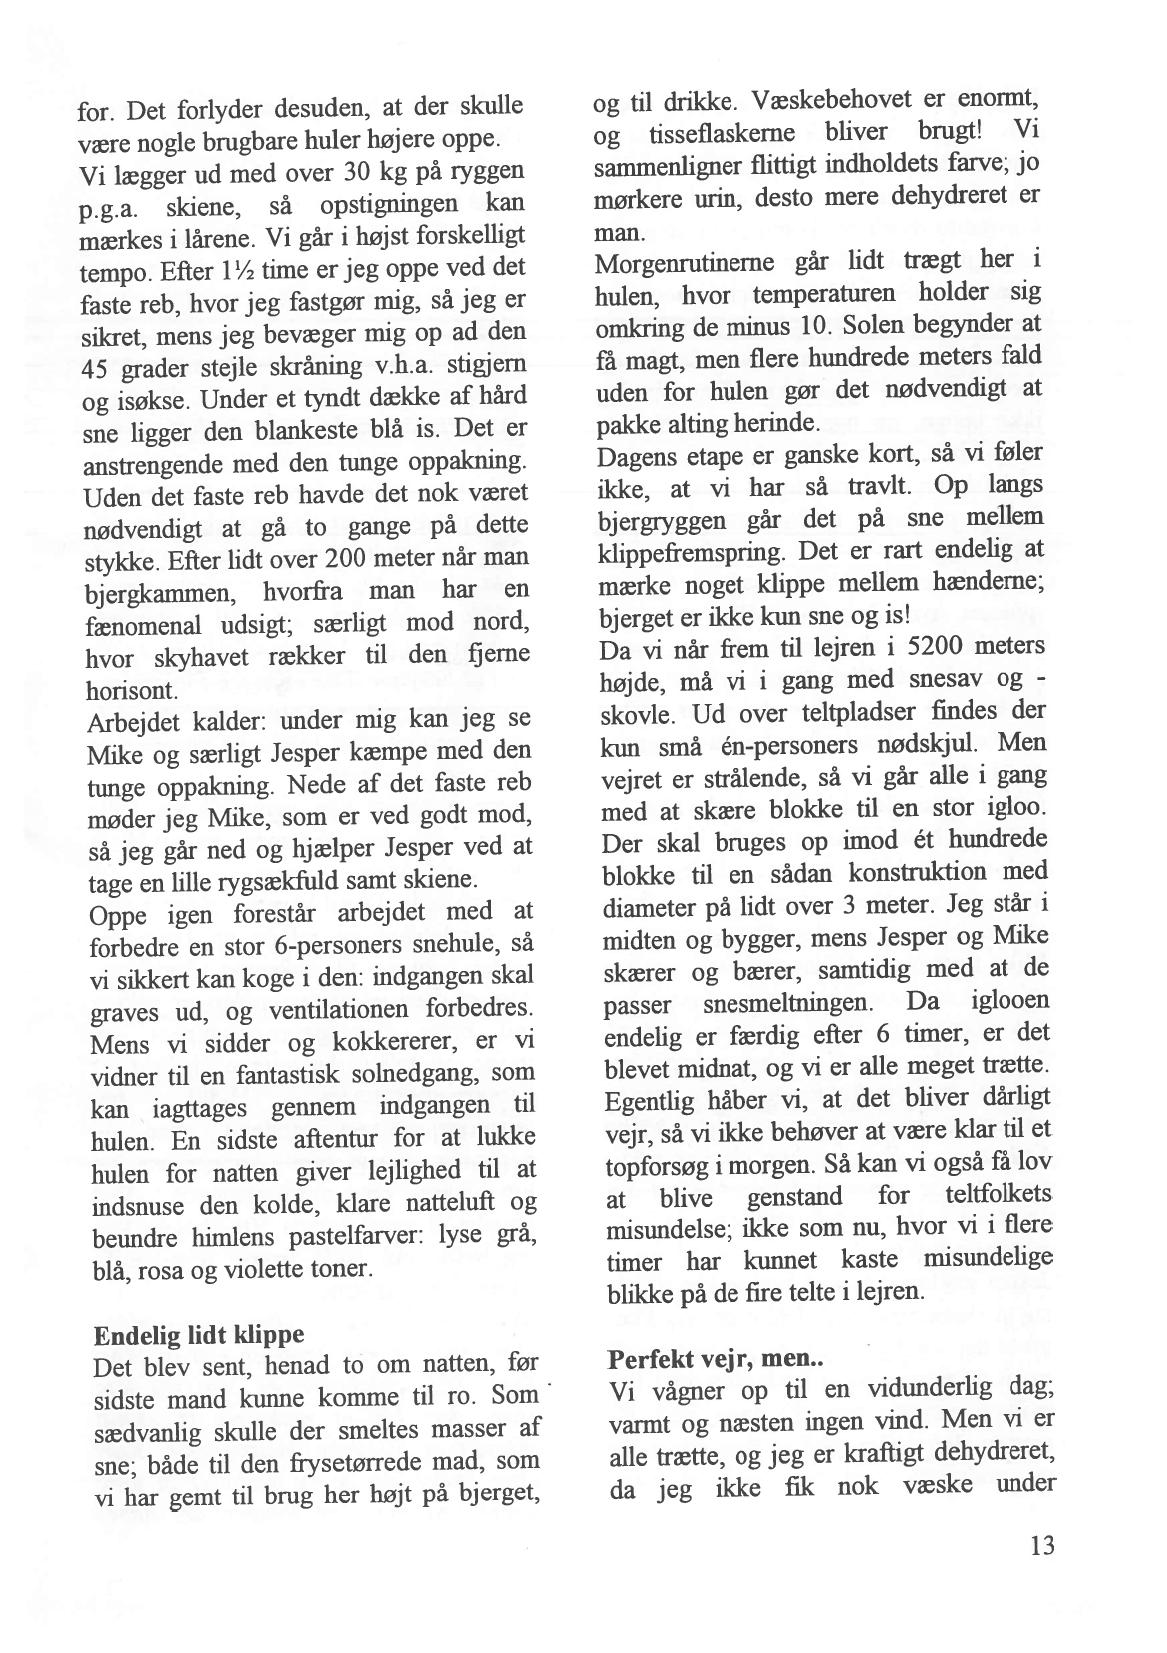 for. Det forlyder desuden, at der skulle
være nogle brugbare huler højere oppe.
Vi lægger ud med over 30 kg på ryggen
p.g.a. skiene, så opstigningen kan
mærkes i lårene. Vi går i højst forskelligt
tempo. Efter 1½ time er jeg oppe ved det
faste reb, hvor jeg fastgør mig, så jeg er
sikret, mens jeg bevæger mig op ad den
45 grader stejle skråning v.h.a. stigjern
og isøkse. Under et tyndt dække af hård
sne ligger den blankeste blå is. Det er
anstrengende med den tunge oppakning.
Uden det faste reb havde det nok været
nødvendigt at gå to gange på dette
stykke. Efter lidt over 200 meter når man
bjergkammen, hvorfra man har en
fænomenal udsigt; særligt mod nord,
hvor skyhavet rækker til den fjerne
horisont.
Arbejdet kalder: under mig kan jeg se
Mike og særligt Jesper kæmpe med den
tunge oppakning. Nede af det faste reb
møder jeg Mike, som er ved godt mod,
så jeg går ned og hjælper Jesper ved at
tage en lille rygsækfuld samt skiene.
Oppe igen forestår arbejdet med at
forbedre en stor 6-personers snehule, så
vi sikkert kan koge i den: indgangen skal
graves ud, og ventilationen forbedres.
Mens vi sidder og kokkererer, er vi
vidner til en fantastisk solnedgang, som
kan iagttages gennem indgangen til
hulen. En sidste aftentur for at lukke
hulen for natten giver lejlighed til at
indsnuse den kolde, klare natteluft og
beundre himlens pastelfarver: lyse grå,
blå, rosa og violette toner.
Endelig lidt klippe
Det blev sent, henad to om natten, før
sidste mand kunne komme til ro. Som
sædvanlig skulle der smeltes masser af
sne; både til den frysetørrede mad, som
vi har gemt til brug her højt på bjerget,
og til drikke. Væskebehovet er enormt,
og tisseflaskerne bliver brugt! Vi
sammenligner flittigt indholdets farve; jo
mørkere urin, desto mere dehydreret er
man.
Morgenrutinerne går lidt trægt her i
hulen, hvor temperaturen holder sig
omkring de minus 10. Solen begynder at
få magt, men flere hundrede meters fald
uden for hulen gør det nødvendigt at
pakke alting herinde.
Dagens etape er ganske kort, så vi føler
ikke, at vi har så travlt. Op langs
bjergryggen går det på sne mellem
klippefremspring. Det er rart endelig at
mærke noget klippe mellem hænderne;
bjerget er ikke kun sne og is!
Da vi når frem til lejren i 5200 meters
højde, må vi i gang med snesav og -
skovle. Ud over teltpladser findes der
kun små én-personers nødskjul. Men
vejret er strålende, så vi går alle i gang
med at skære blokke til en stor igloo.
Der skal bruges op imod ét hundrede
blokke til en sådan konstruktion med
diameter på lidt over 3 meter. Jeg står i
midten og bygger, mens Jesper og Mike
skærer og bærer, samtidig med at de
passer snesmeltningen. Da iglooen
endelig er færdig efter 6 timer, er det
blevet midnat, og vi er alle meget trætte.
Egentlig håber vi, at det bliver dårligt
vejr, så vi ikke behøver at være klar til et
topforsøg i morgen. Så kan vi også få lov
at blive genstand for teltfolkets
misundelse; ikke som nu, hvor vi i flere
timer har kunnet kaste misundelige
blikke på de fire telte i lejren.
Perfekt vejr, men..
Vi vågner op til en vidunderlig dag;
varmt og næsten ingen vind. Men vi er
alle trætte, og jeg er kraftigt dehydreret,
da jeg ikke fik nok væske under
13